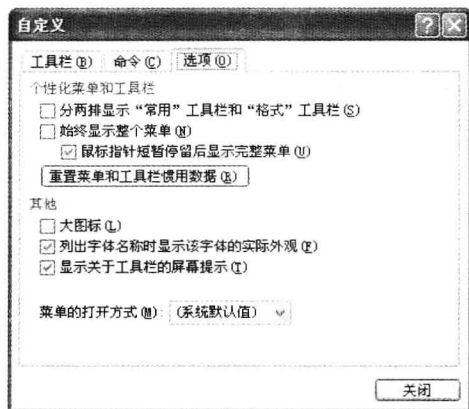 自定义
工具栏(B) 命令(C) 选项(O)
个性化菜单和工具栏
分两排显示“常用”工具栏和“格式”工具栏(S)
始终显示整个菜单(N)
鼠标指针短暂停留后显示完整菜单(U)
重置菜单和工具栏惯用数据(R)
其他
大图标(L)
列出字体名称时显示该字体的实际外观(F)
显示关于工具栏的屏幕提示(T)
菜单的打开方式(M): (系统默认值)
关闭